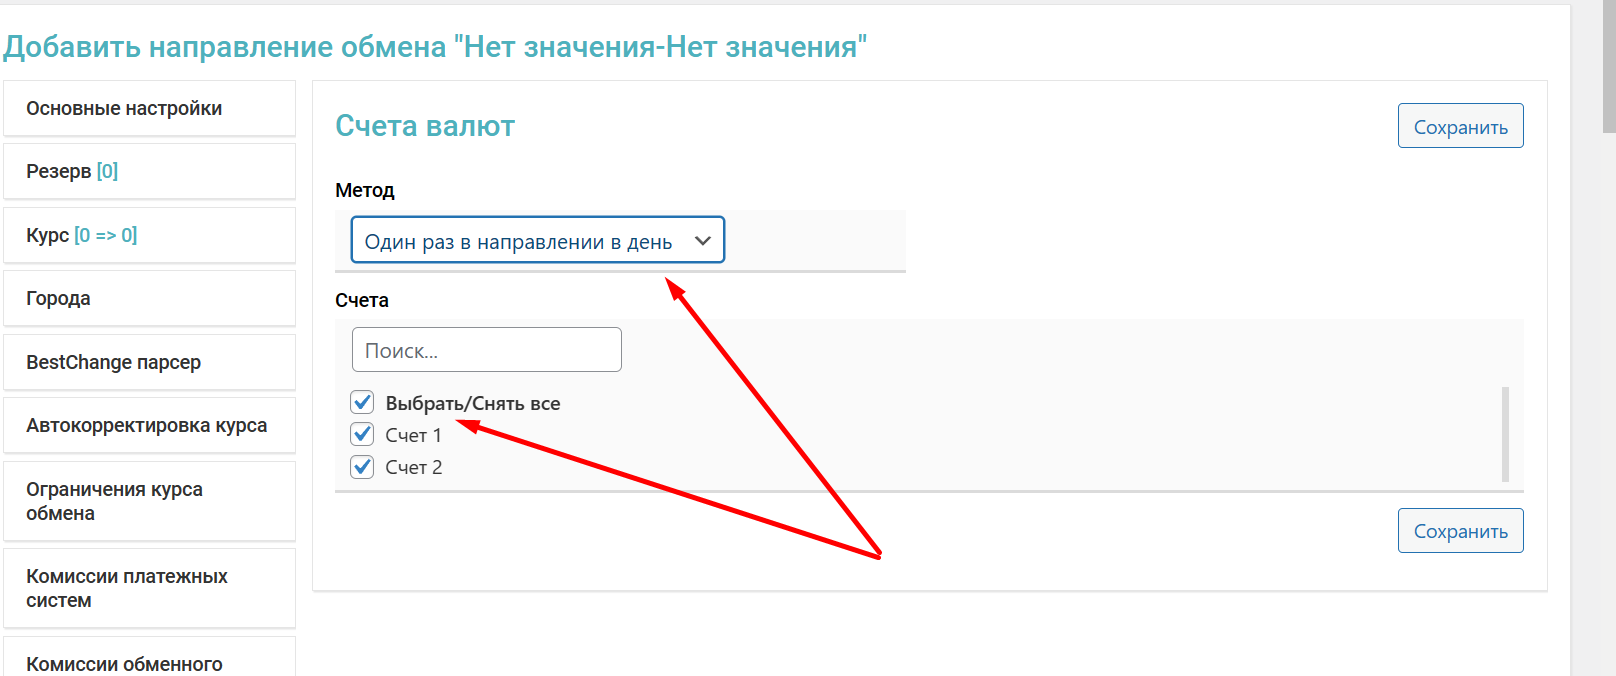 Добавить направление обмена "Нет значения-Нет значения"
Основные настройки
Резерв [0]
Курс [0 => 0]
Города
BestChange парсер
Автокорректировка курса
Ограничения курса
обмена
Комиссии платежных
систем
Комиссии обменного
Счета валют
Сохранить
Метод
Один раз в направлении в день
Счета
Поиск...
Выбрать/Снять все
Счет 1
Счет 2
Сохранить